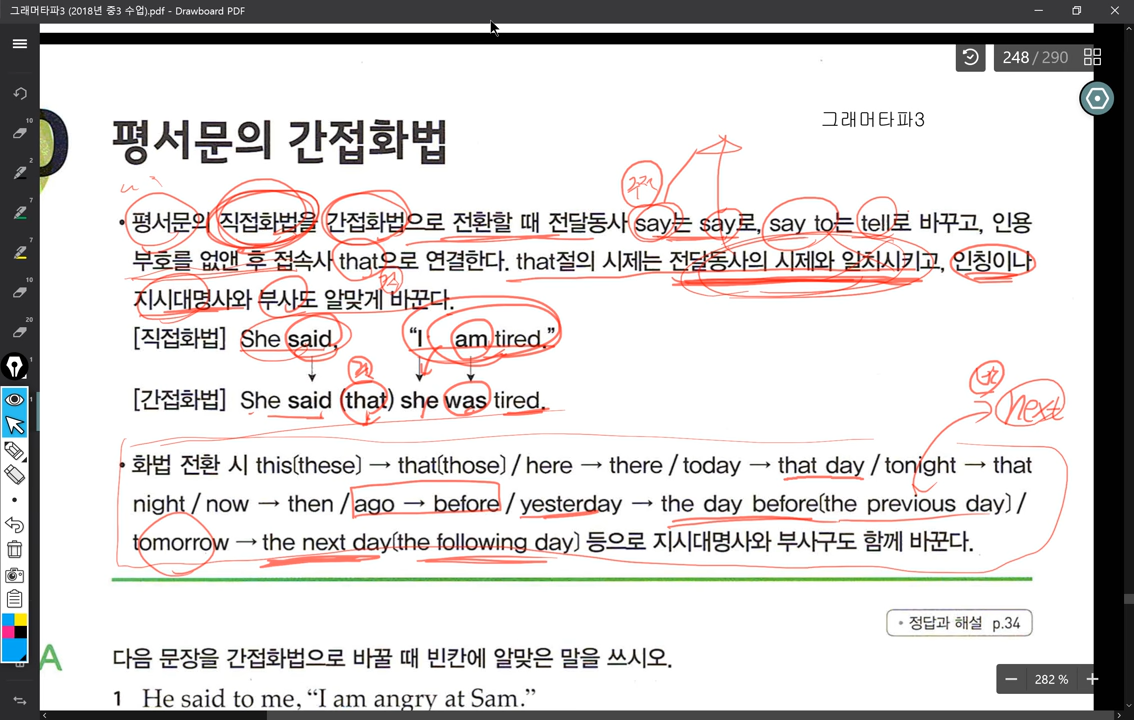 그래머타파3 (2018년 중3 수업).pdf - Drawboard PDF
248 / 290
그래머타파3
평서문의 간접화법
• 평서문의 직접화법을 간접화법으로 전환할 때 전달동사 say는 say로, say to는 tell로 바꾸고, 인용
부호를 없앤 후 접속사 that으로 연결한다. that절의 시제는 전달동사의 시제와 일치시키고, 인칭이나
지시대명사와 부사도 알맞게 바꾼다.
[직접화법] She said, “I am tired.”
[간접화법] She said (that) she was tired.
next
• 화법 전환 시 this(these) → that(those) / here → there / today → that day / tonight → that
night / now → then / ago → before / yesterday → the day before(the previous day) /
tomorrow → the next day(the following day) 등으로 지시대명사와 부사구도 함께 바꾼다.
• 정답과 해설 p.34
A 다음 문장을 간접화법으로 바꿀 때 빈칸에 알맞은 말을 쓰시오.
1 He said to me, “I am angry at Sam.”
282 %
10
2
7
7
10
20
1
1